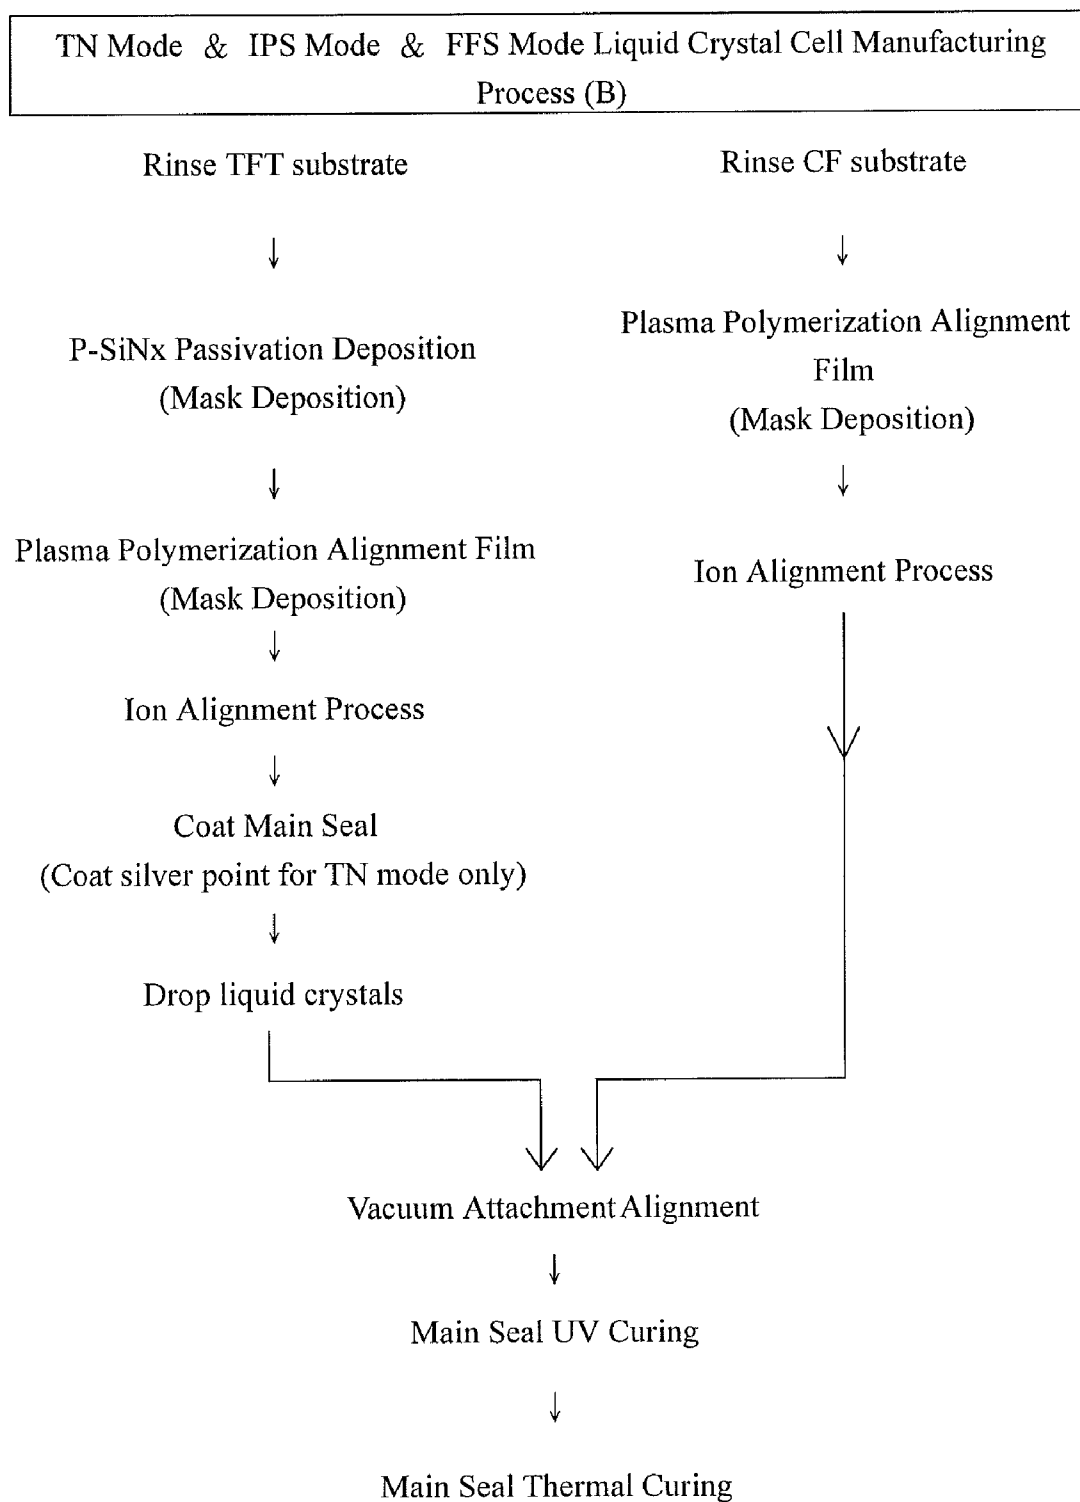 TN Mode & IPS Mode & FFS Mode Liquid Crystal Cell Manufacturing
Process (B)
Rinse TFT substrate
P-SiNx Passivation Deposition
(Mask Deposition)
Plasma Polymerization Alignment Film
(Mask Deposition)
Ion Alignment Process
Coat Main Seal
(Coat silver point for TN mode only)
Drop liquid crystals
Rinse CF substrate
Plasma Polymerization Alignment
Film
(Mask Deposition)
Ion Alignment Process
Vacuum Attachment Alignment
Main Seal UV Curing
Main Seal Thermal Curing